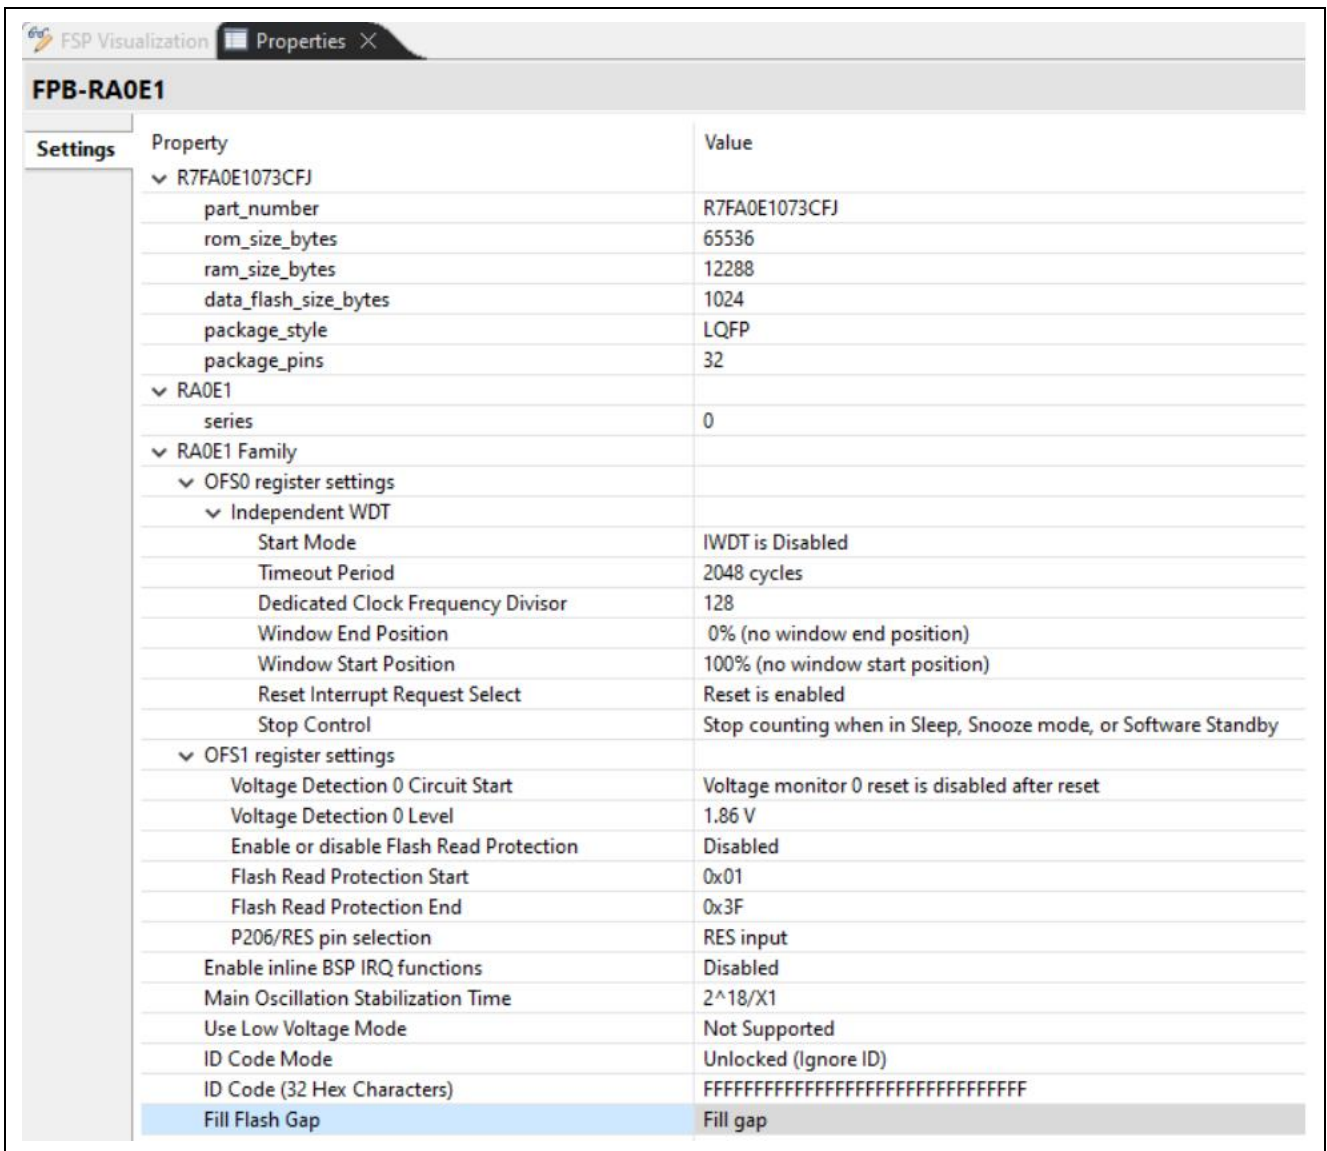 FSP Visualization Properties
FPB-RA0E1
Settings
Property Value
R7FA0E1073CFJ
part_number R7FA0E1073CFJ
rom_size_bytes 65536
ram_size_bytes 12288
data_flash_size_bytes 1024
package_style LQFP
package_pins 32
RA0E1
series 0
RA0E1 Family
OFS0 register settings
Independent WDT
Start Mode IWDT is Disabled
Timeout Period 2048 cycles
Dedicated Clock Frequency Divisor 128
Window End Position 0% (no window end position)
Window Start Position 100% (no window start position)
Reset Interrupt Request Select Reset is enabled
Stop Control Stop counting when in Sleep, Snooze mode, or Software Standby
OFS1 register settings
Voltage Detection 0 Circuit Start Voltage monitor 0 reset is disabled after reset
Voltage Detection 0 Level 1.86 V
Enable or disable Flash Read Protection Disabled
Flash Read Protection Start 0x01
Flash Read Protection End 0x3F
P206/RES pin selection RES input
Enable inline BSP IRQ functions Disabled
Main Oscillation Stabilization Time 2^18/X1
Use Low Voltage Mode Not Supported
ID Code Mode Unlocked (Ignore ID)
ID Code (32 Hex Characters) FFFFFFFFFFFFFFFFFFFFFFFFFFFFFFFF
Fill Flash Gap Fill gap